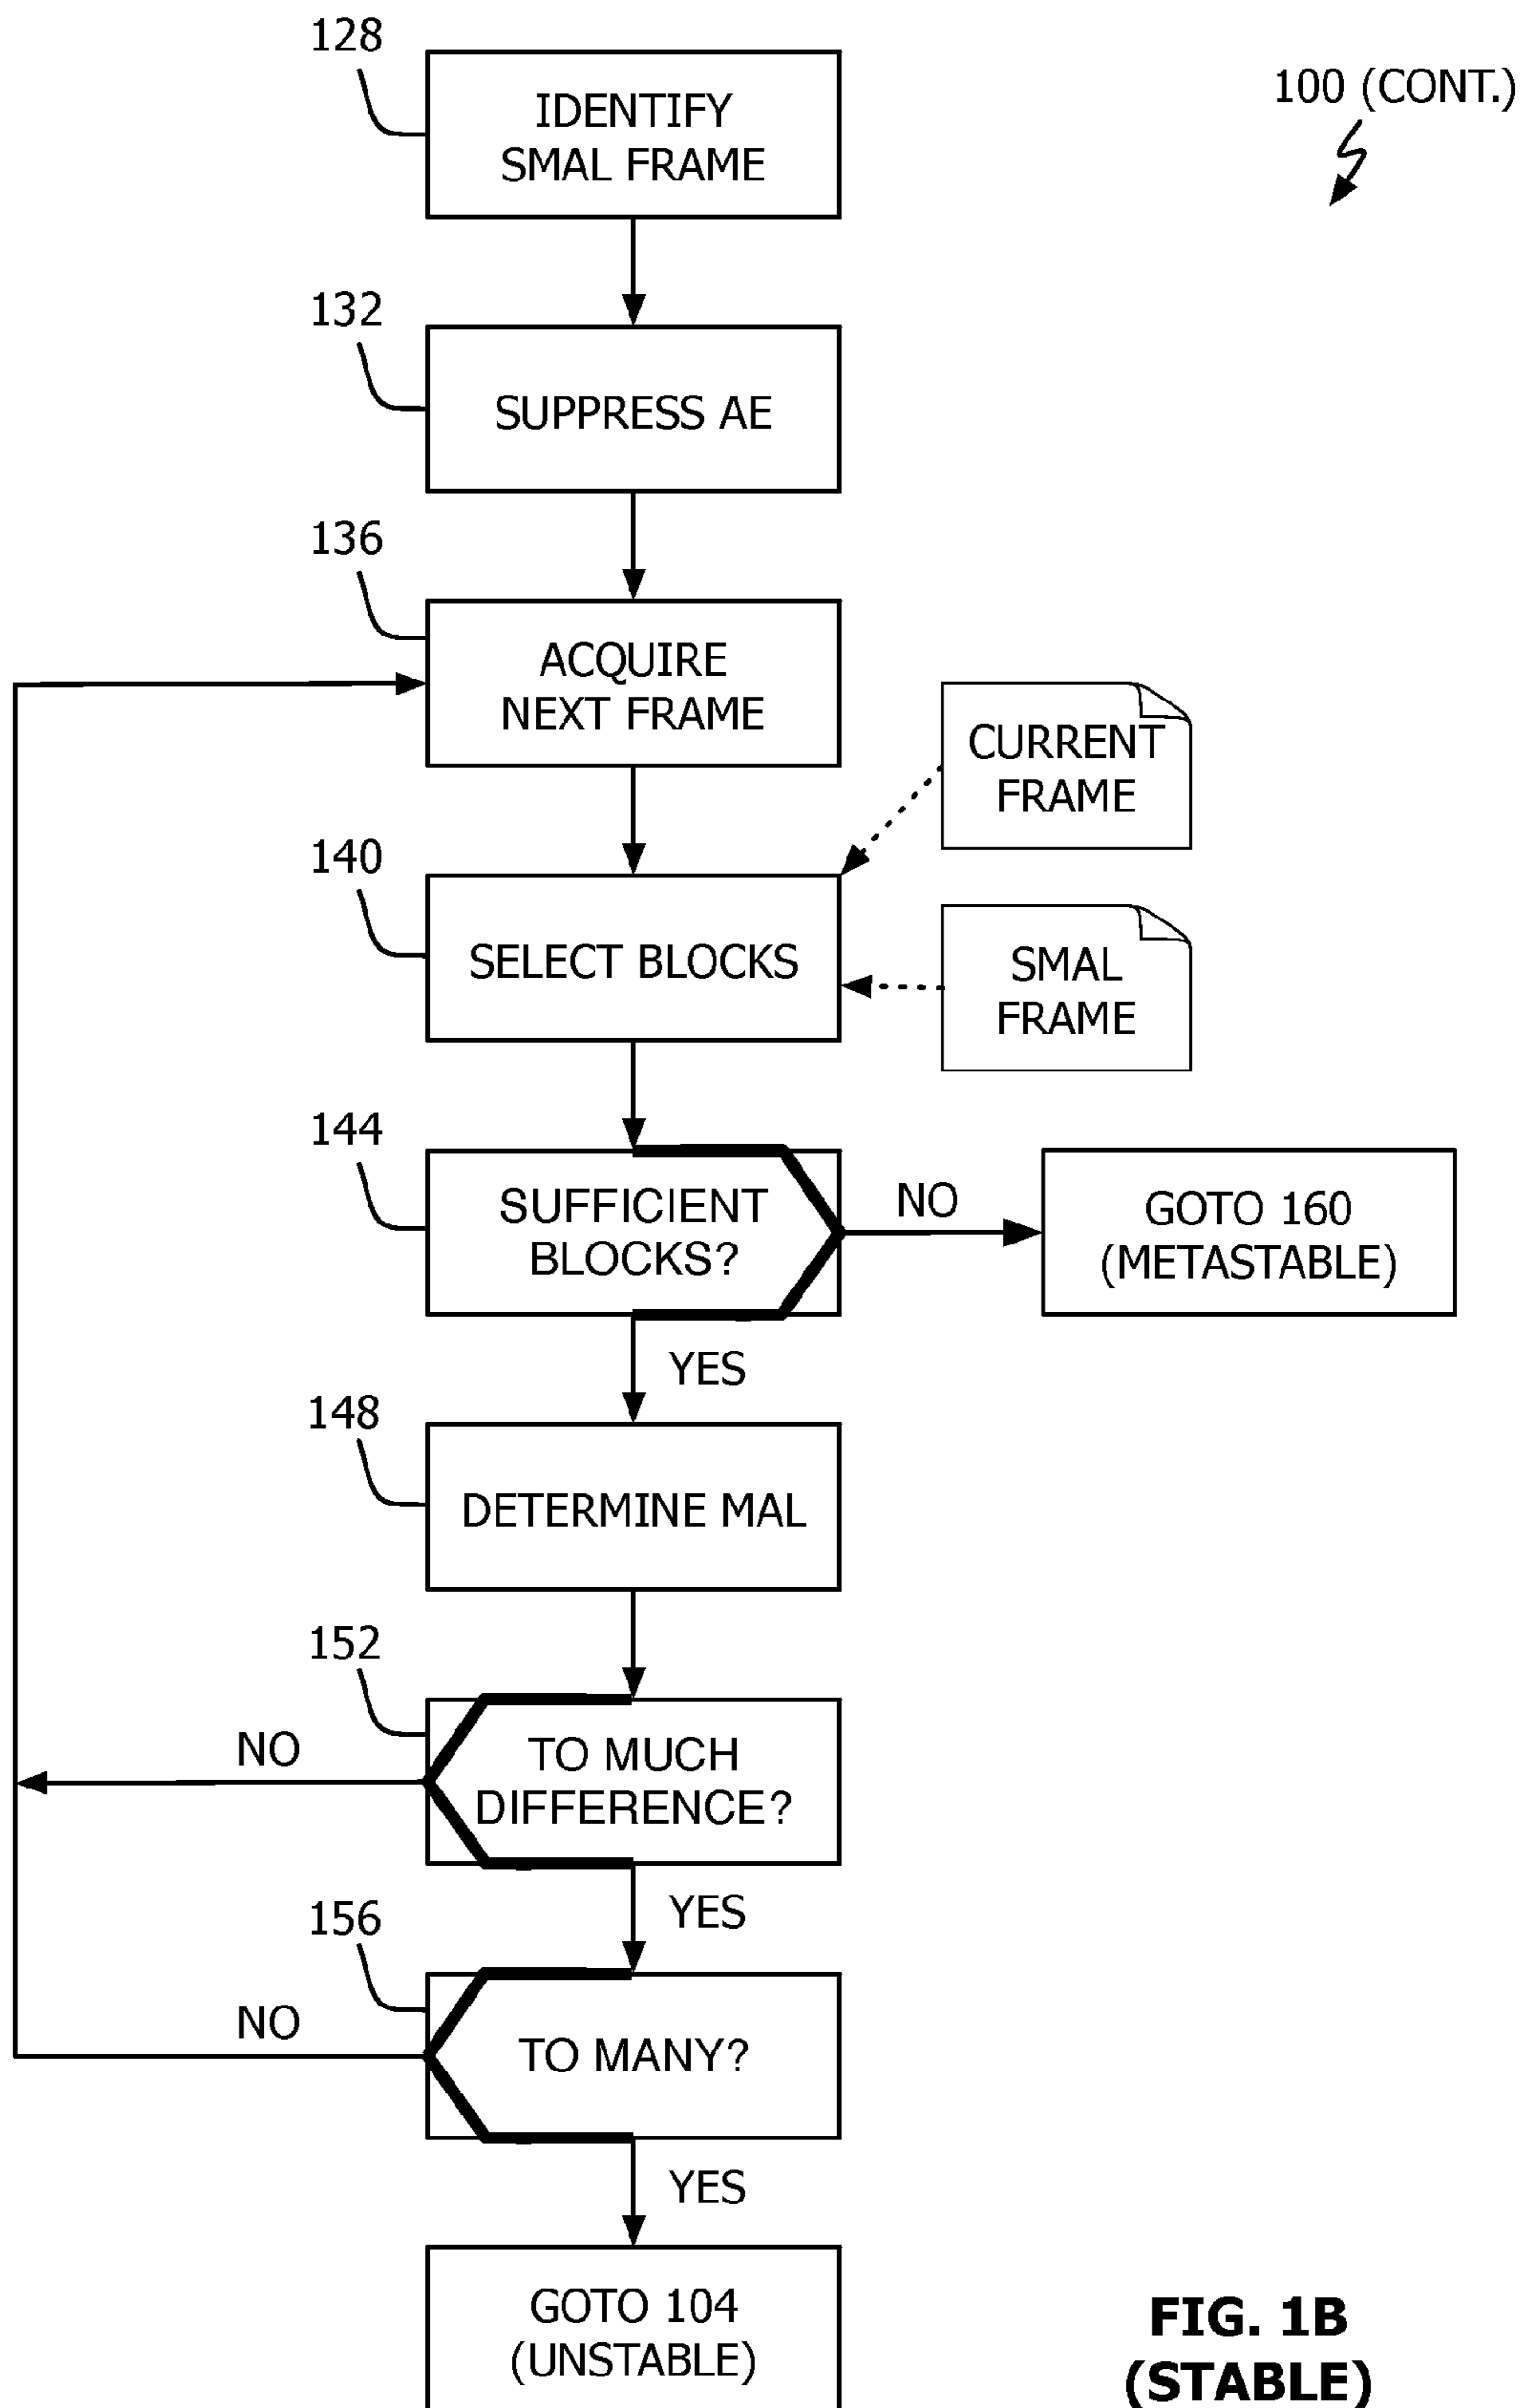 128
IDENTIFY
SMAL FRAME
100 (CONT.)
132
SUPPRESS AE
136
ACQUIRE
NEXT FRAME
CURRENT
FRAME
140
SELECT BLOCKS
SMAL
FRAME
144
SUFFICIENT
BLOCKS?
NO
GOTO 160
(METASTABLE)
YES
148
DETERMINE MAL
152
NO
TO MUCH
DIFFERENCE?
YES
156
NO
TO MANY?
YES
GOTO 104
(UNSTABLE)
FIG. 1B
(STABLE)